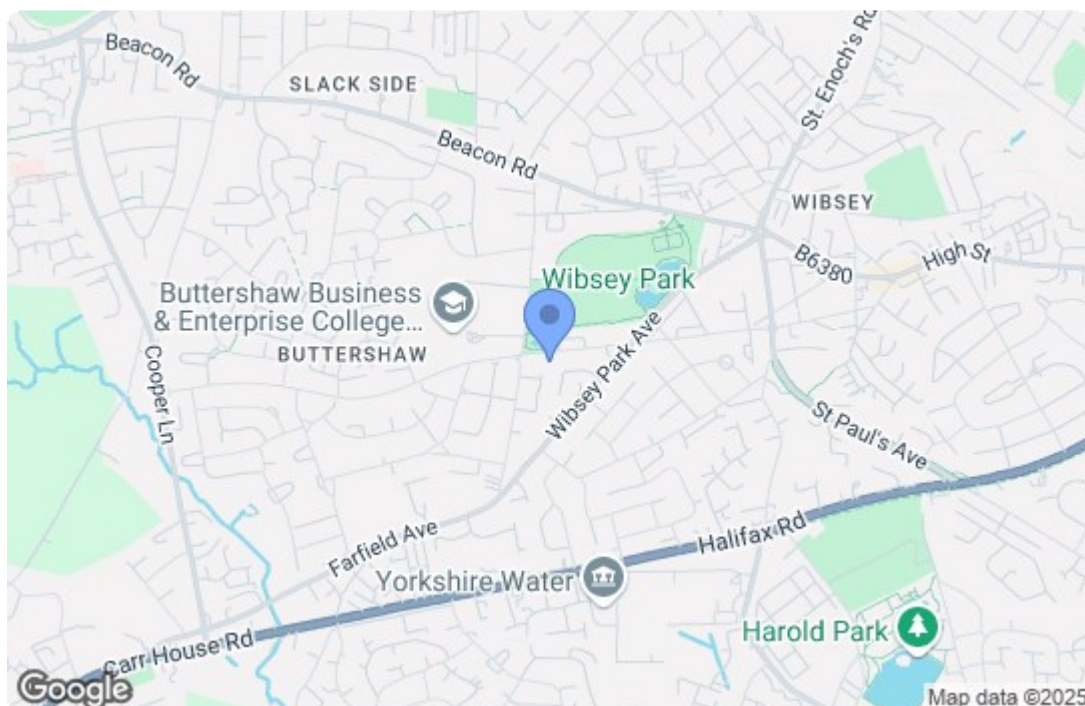 Beacon Rd
SLACK SIDE
St. Enoch's Rd
Beacon Rd
WIBSEY
B6380
High St
Wibsey Park
Buttershaw Business
& Enterprise College...
BUTTERSHAW
Cooper Ln
Wibsey Park Ave
St Paul's Ave
Farfield Ave
Halifax Rd
Yorkshire Water
Harold Park
Carr House Rd
Google
Map data ©2025